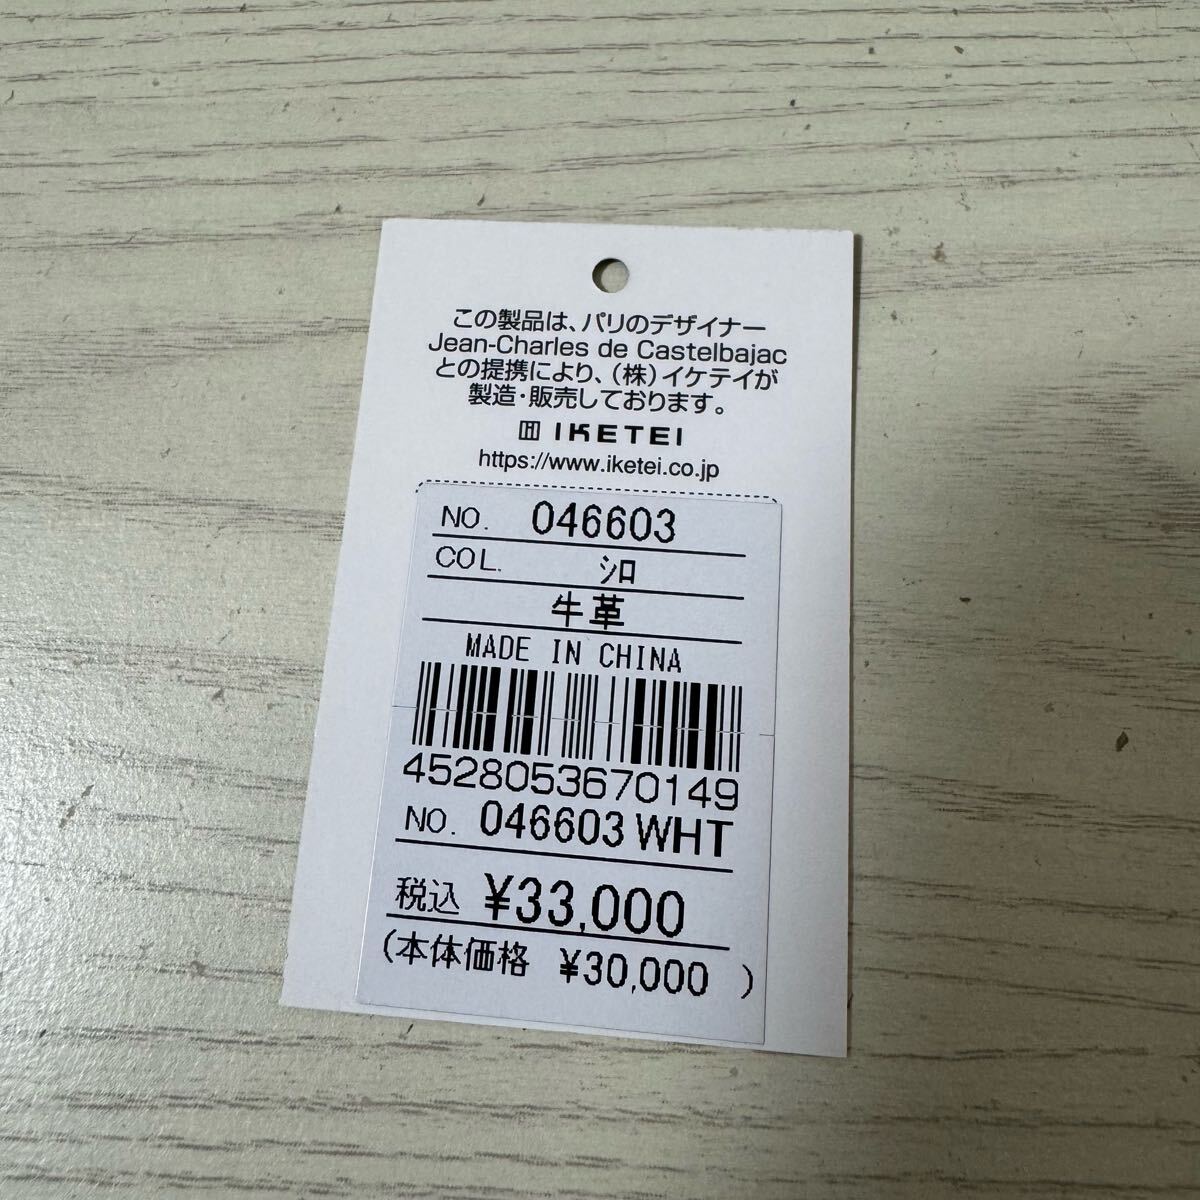 この製品は、パリのデザイナー
Jean-Charles de Castelbajac
との提携により、(株)イケテイが
製造・販売しております。
IKETEI
https://www.iketei.co.jp
NO. 046603
COL. シロ
牛革
MADE IN CHINA
4528053670149
NO. 046603 WHT
税込 ¥33,000
(本体価格 ¥30,000 )